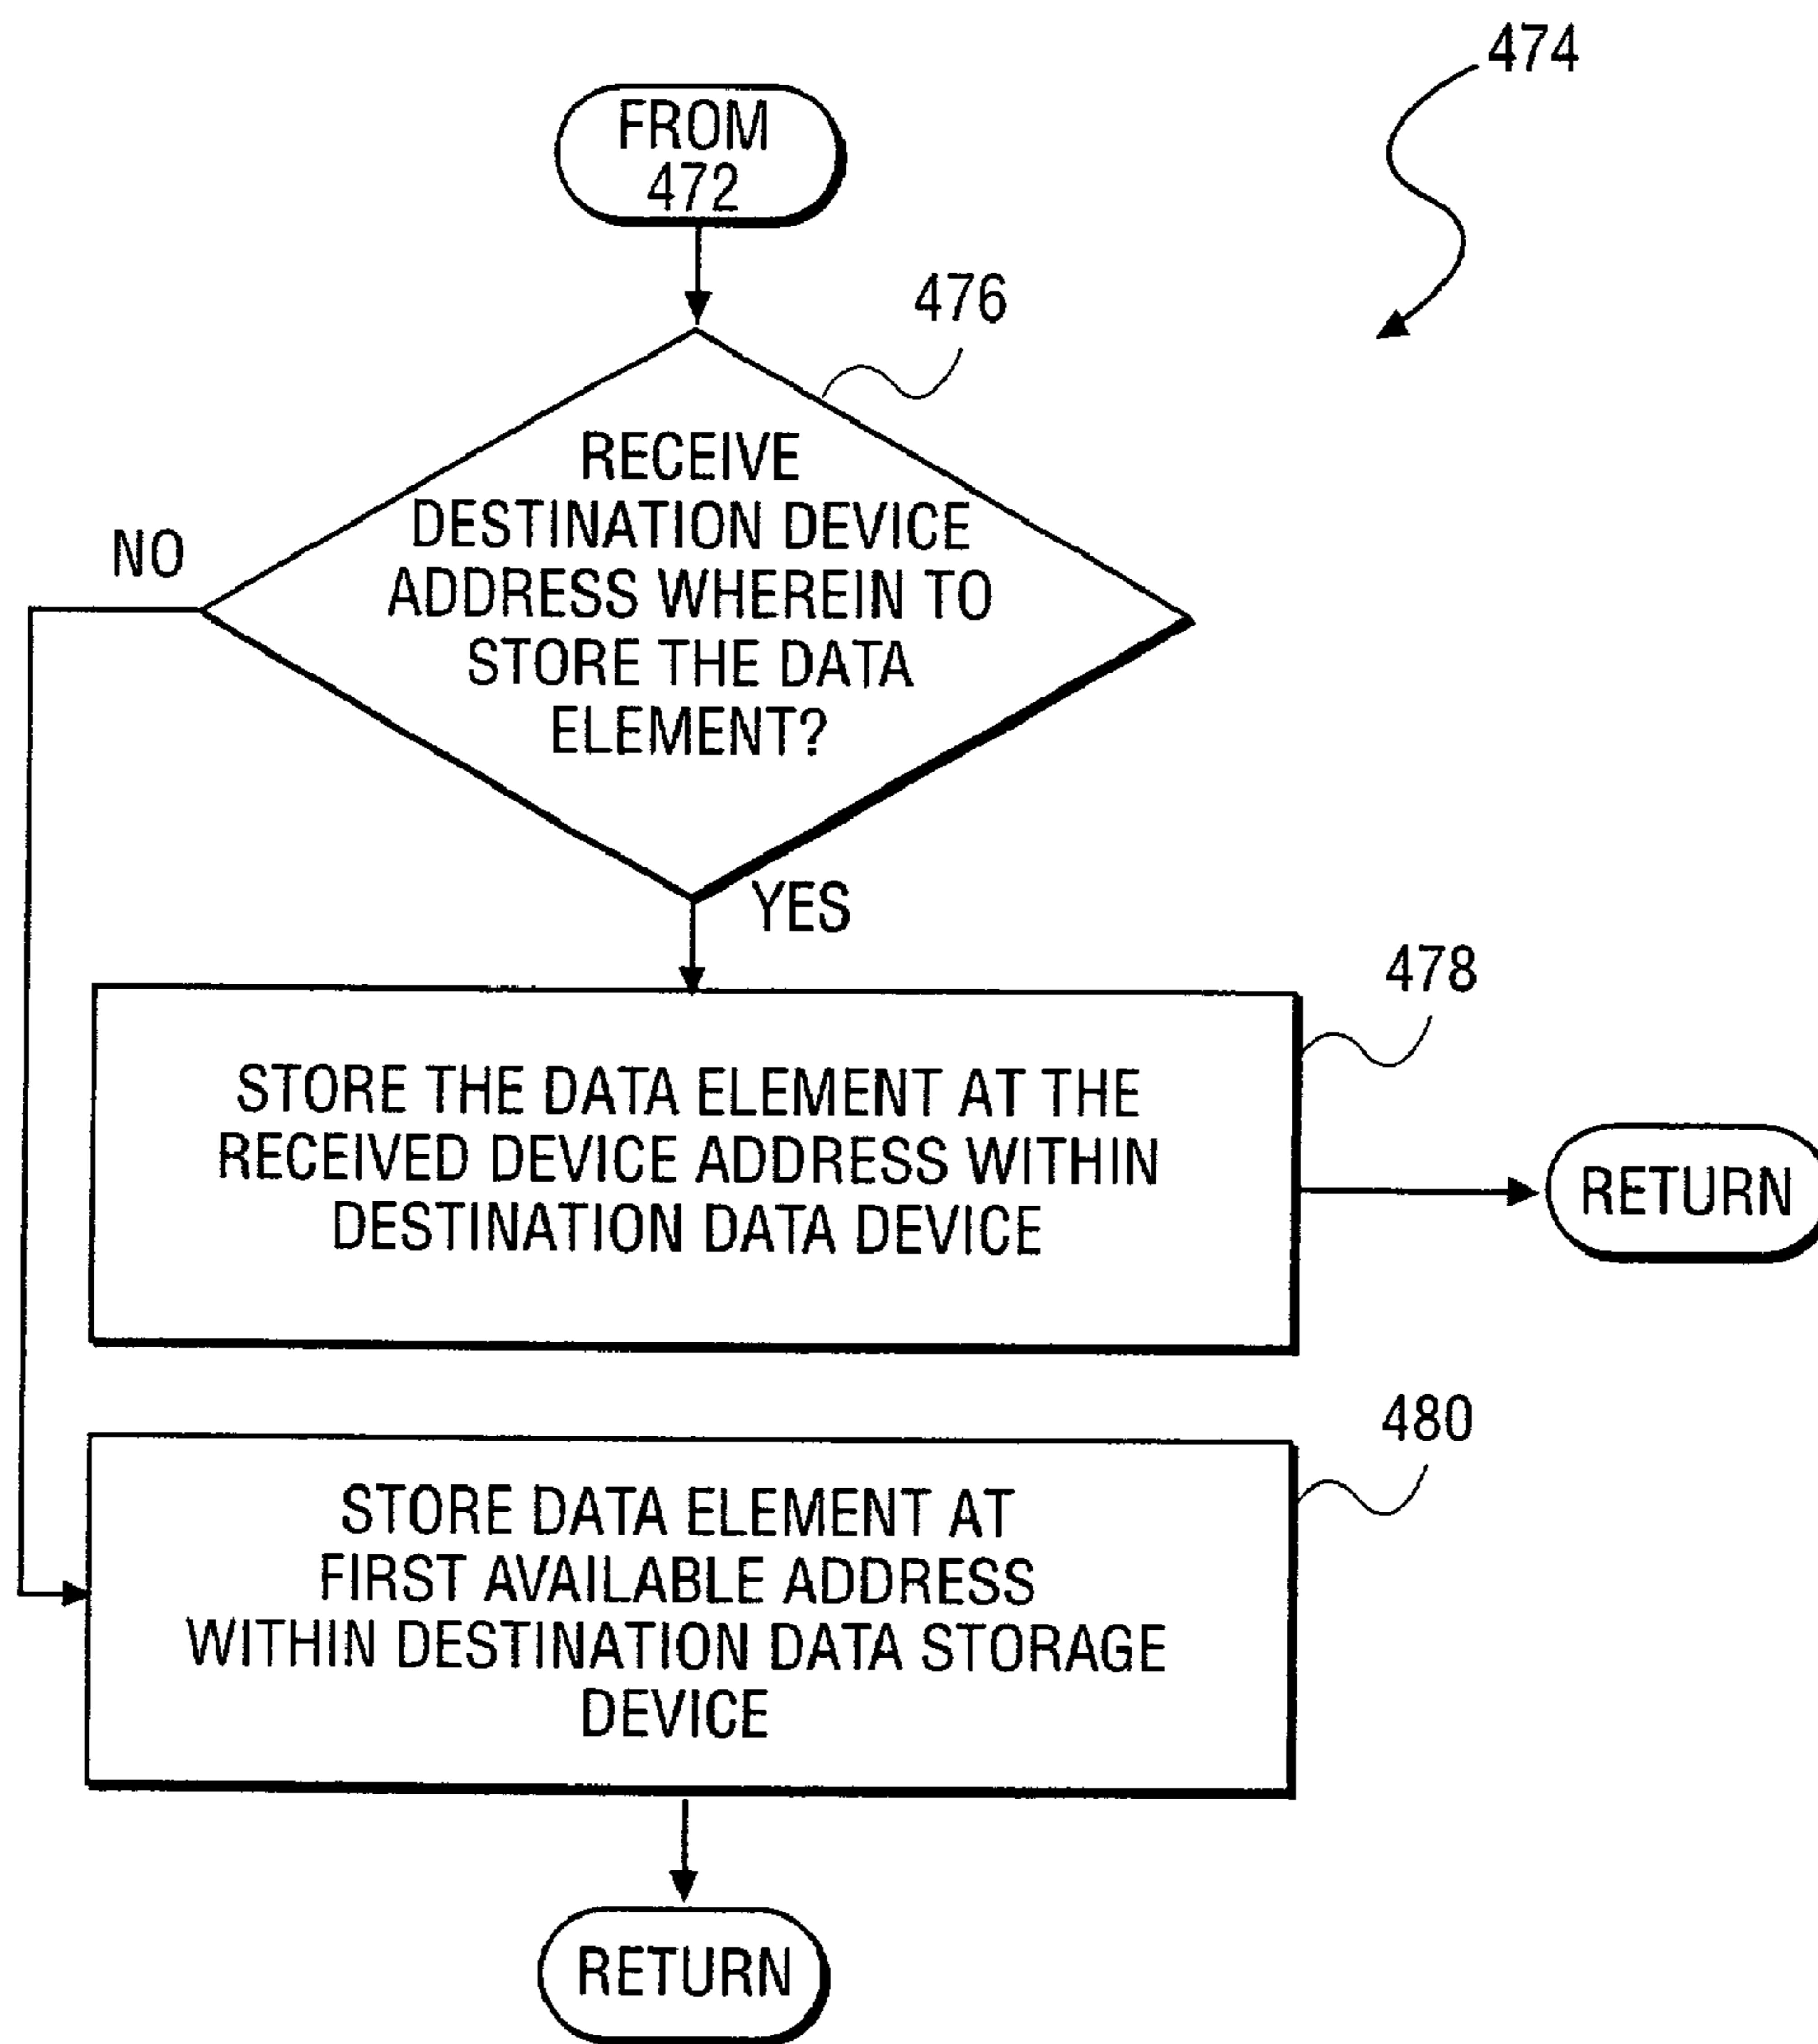 474
FROM
472
476
RECEIVE
DESTINATION DEVICE
ADDRESS WHEREIN TO
STORE THE DATA
ELEMENT?
NO
YES
478
STORE THE DATA ELEMENT AT THE
RECEIVED DEVICE ADDRESS WITHIN
DESTINATION DATA DEVICE
RETURN
480
STORE DATA ELEMENT AT
FIRST AVAILABLE ADDRESS
WITHIN DESTINATION DATA STORAGE
DEVICE
RETURN